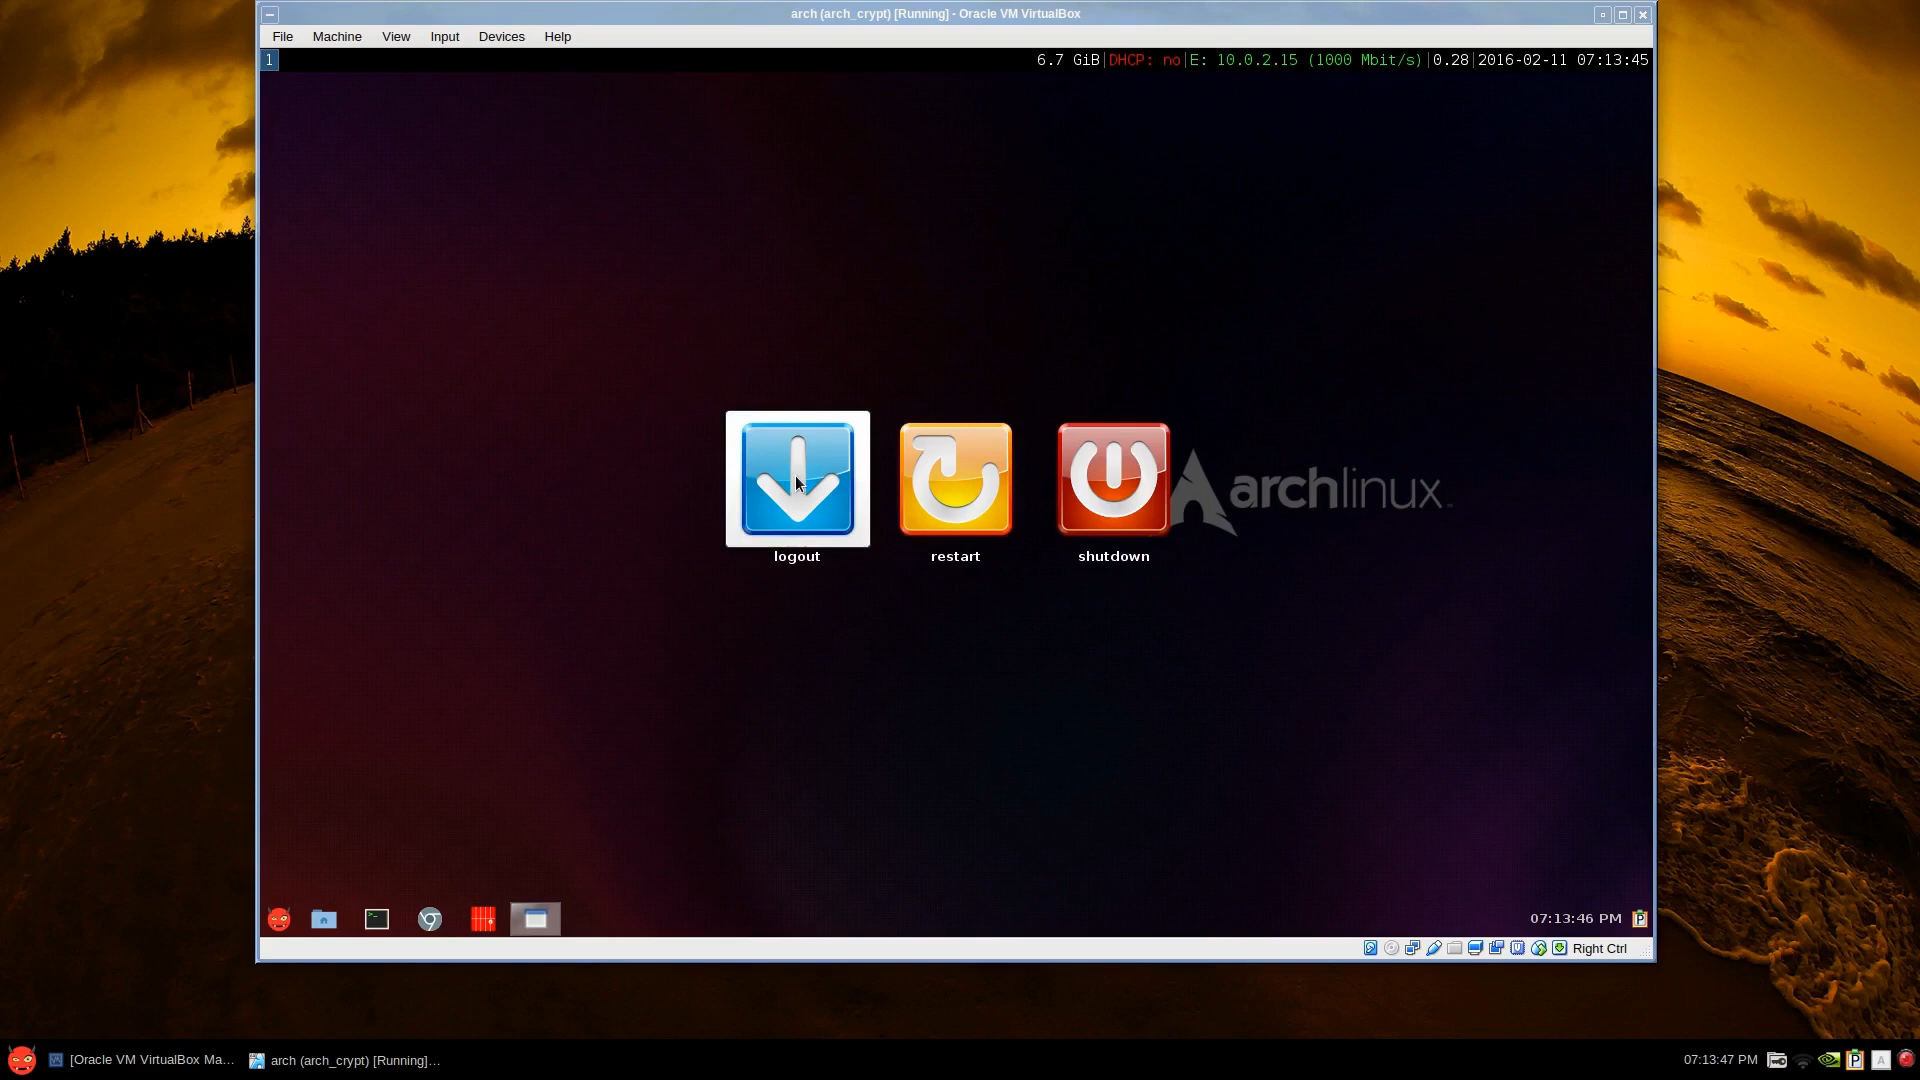 arch (arch_crypt) [Running] - Oracle VM VirtualBox
File Machine View Input Devices Help
1 6.7 GiB|DHCP: no|E: 10.0.2.15 (1000 Mbit/s)|0.28|2016-02-11 07:13:45
archlinux
logout restart shutdown
07:13:46 PM P
Right Ctrl
[Oracle VM VirtualBox Ma... arch (arch_crypt) [Running]... 07:13:47 PM P A